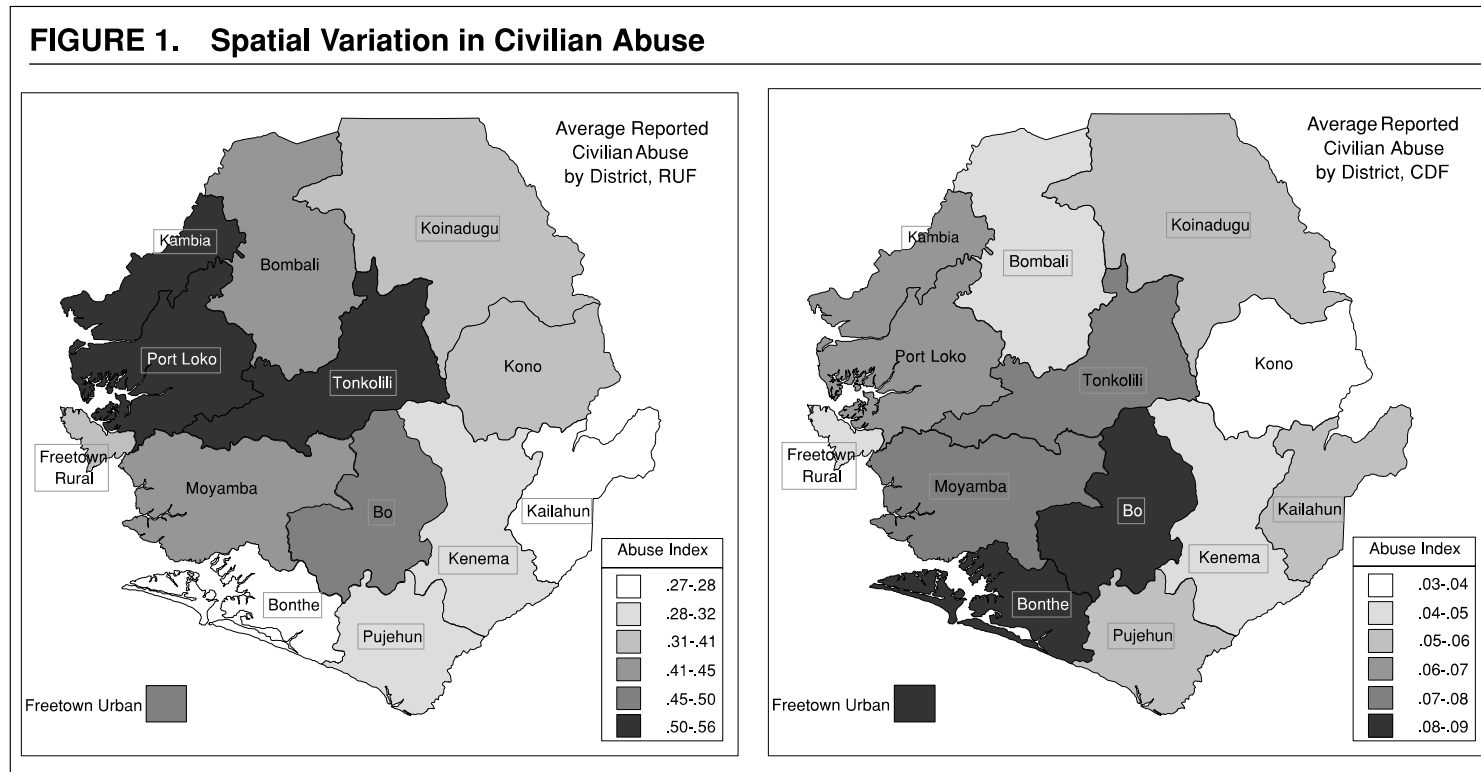 FIGURE 1. Spatial Variation in Civilian Abuse
Average Reported
Civilian Abuse
by District, RUF
Koinadugu
Kambia
Bombali
Port Loko
Tonkolili
Kono
Freetown
Rural
Moyamba
Bo
Kailahun
Kenema
Bonthe
Pujehun
Freetown Urban
Abuse Index
.27-.28
.28-.32
.31-.41
.41-.45
.45-.50
.50-.56
Average Reported
Civilian Abuse
by District, CDF
Koinadugu
Kambia
Bombali
Port Loko
Tonkolili
Kono
Freetown
Rural
Moyamba
Bo
Kailahun
Kenema
Bonthe
Pujehun
Freetown Urban
Abuse Index
.03-.04
.04-.05
.05-.06
.06-.07
.07-.08
.08-.09